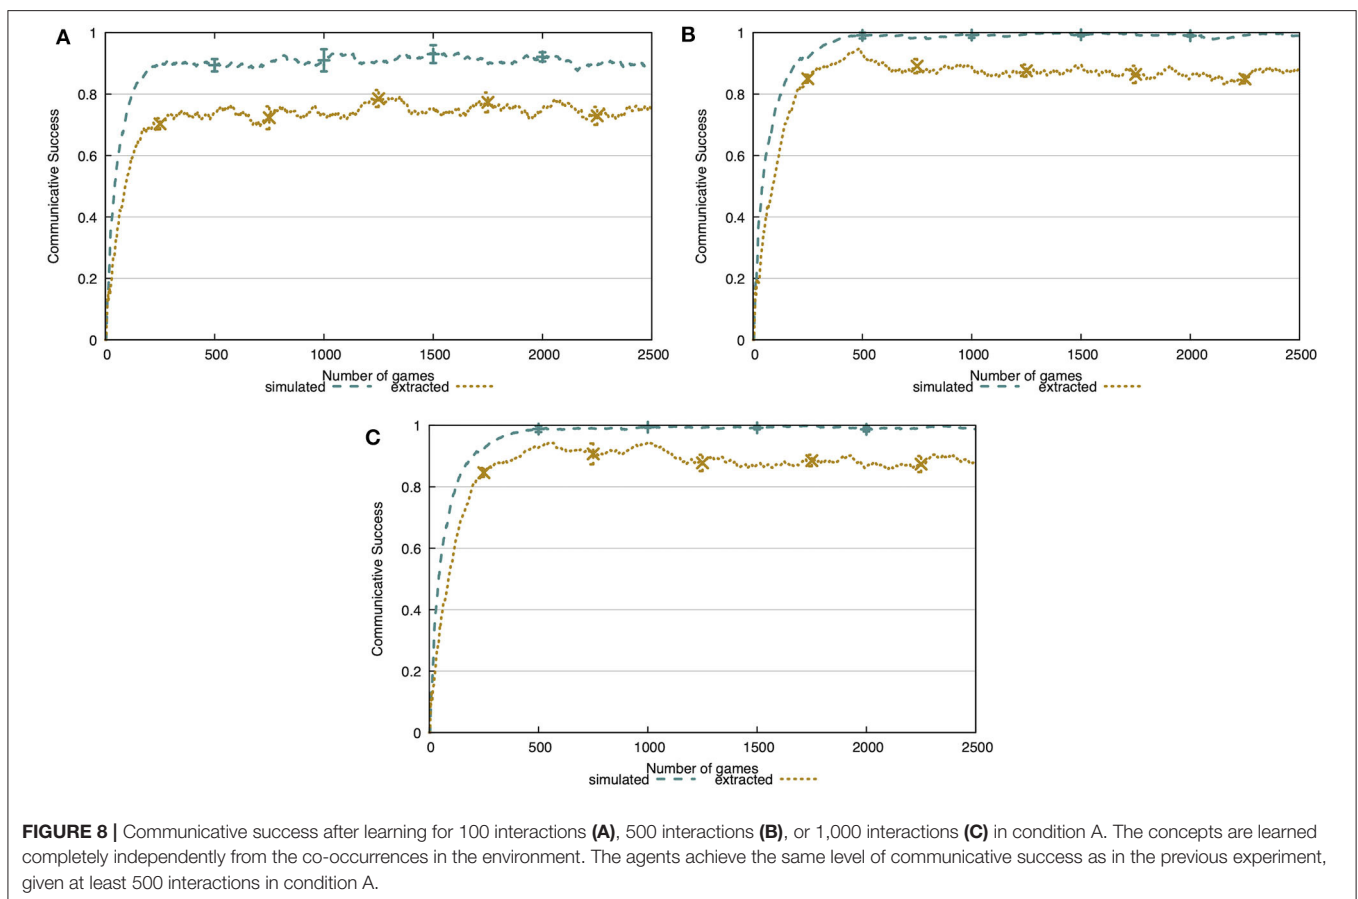 A
1
0.8
0.6
0.4
0.2
0
Communicative Success
0 500 1000 1500 2000 2500
Number of games
simulated extracted
B
1
0.8
0.6
0.4
0.2
0
Communicative Success
0 500 1000 1500 2000 2500
Number of games
simulated extracted
C
1
0.8
0.6
0.4
0.2
0
Communicative Success
0 500 1000 1500 2000 2500
Number of games
simulated extracted
FIGURE 8 | Communicative success after learning for 100 interactions (A), 500 interactions (B), or 1,000 interactions (C) in condition A. The concepts are learned
completely independently from the co-occurrences in the environment. The agents achieve the same level of communicative success as in the previous experiment,
given at least 500 interactions in condition A.